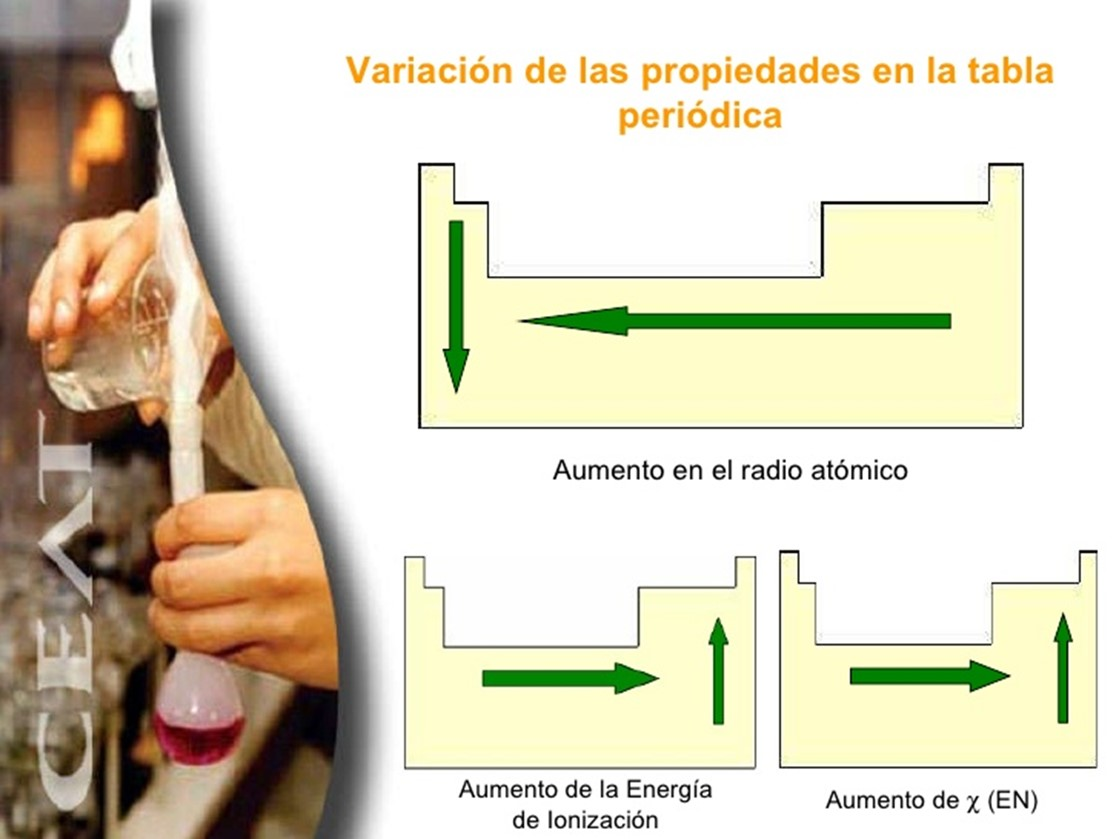 Variación de las propiedades en la tabla
periódica
Aumento en el radio atómico
Aumento de la Energía
de Ionización
Aumento de χ (EN)
CEAT